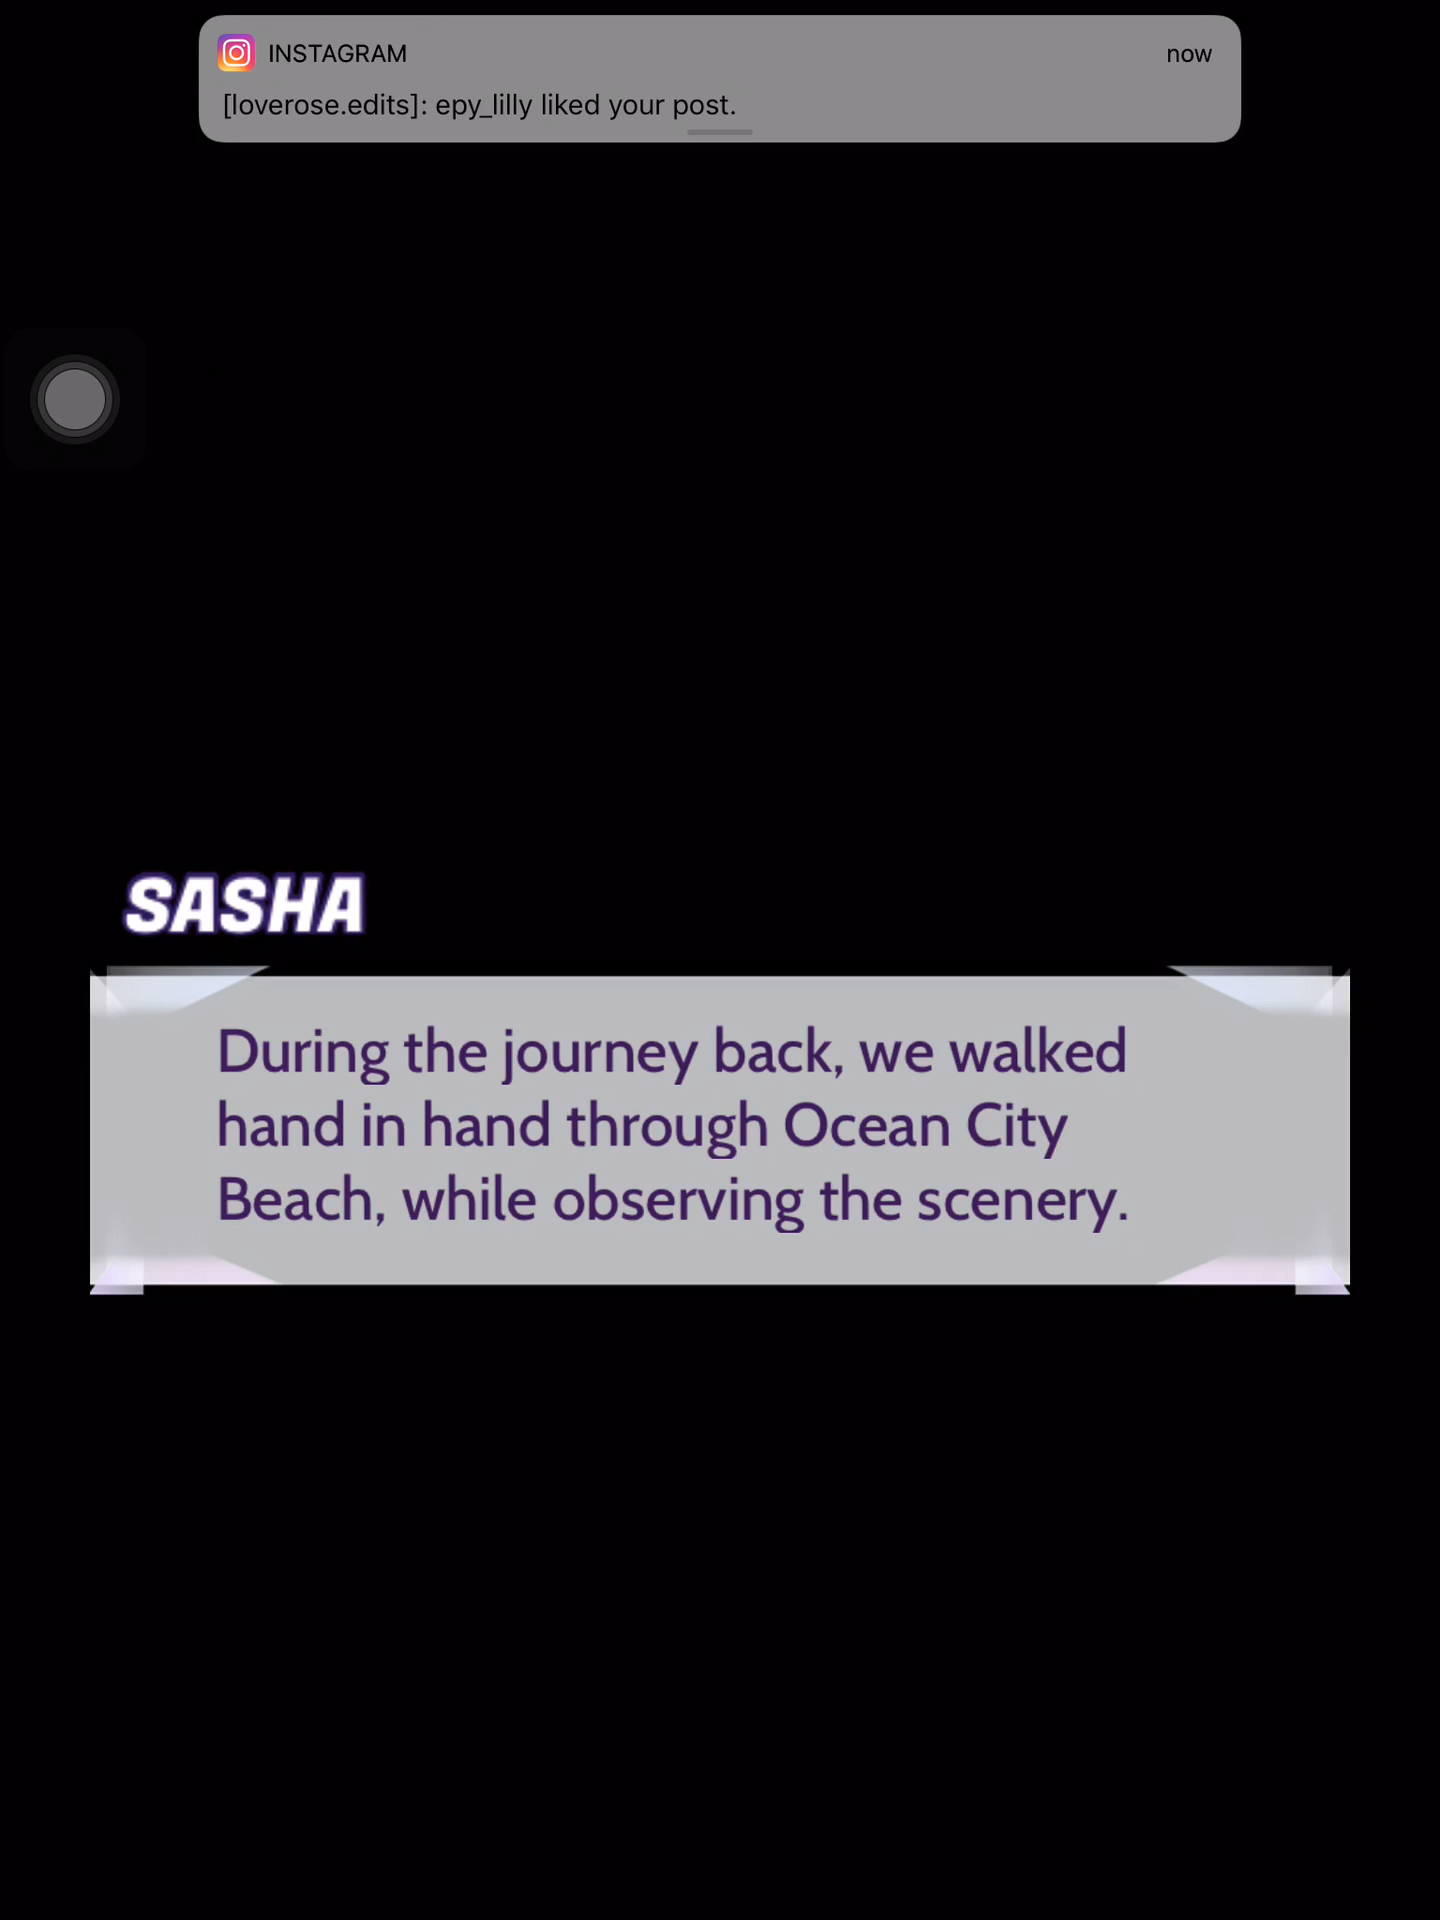 INSTAGRAM
now
[loverose.edits]: epy_lilly liked your post.
SASHA
During the journey back, we walked
hand in hand through Ocean City
Beach, while observing the scenery.